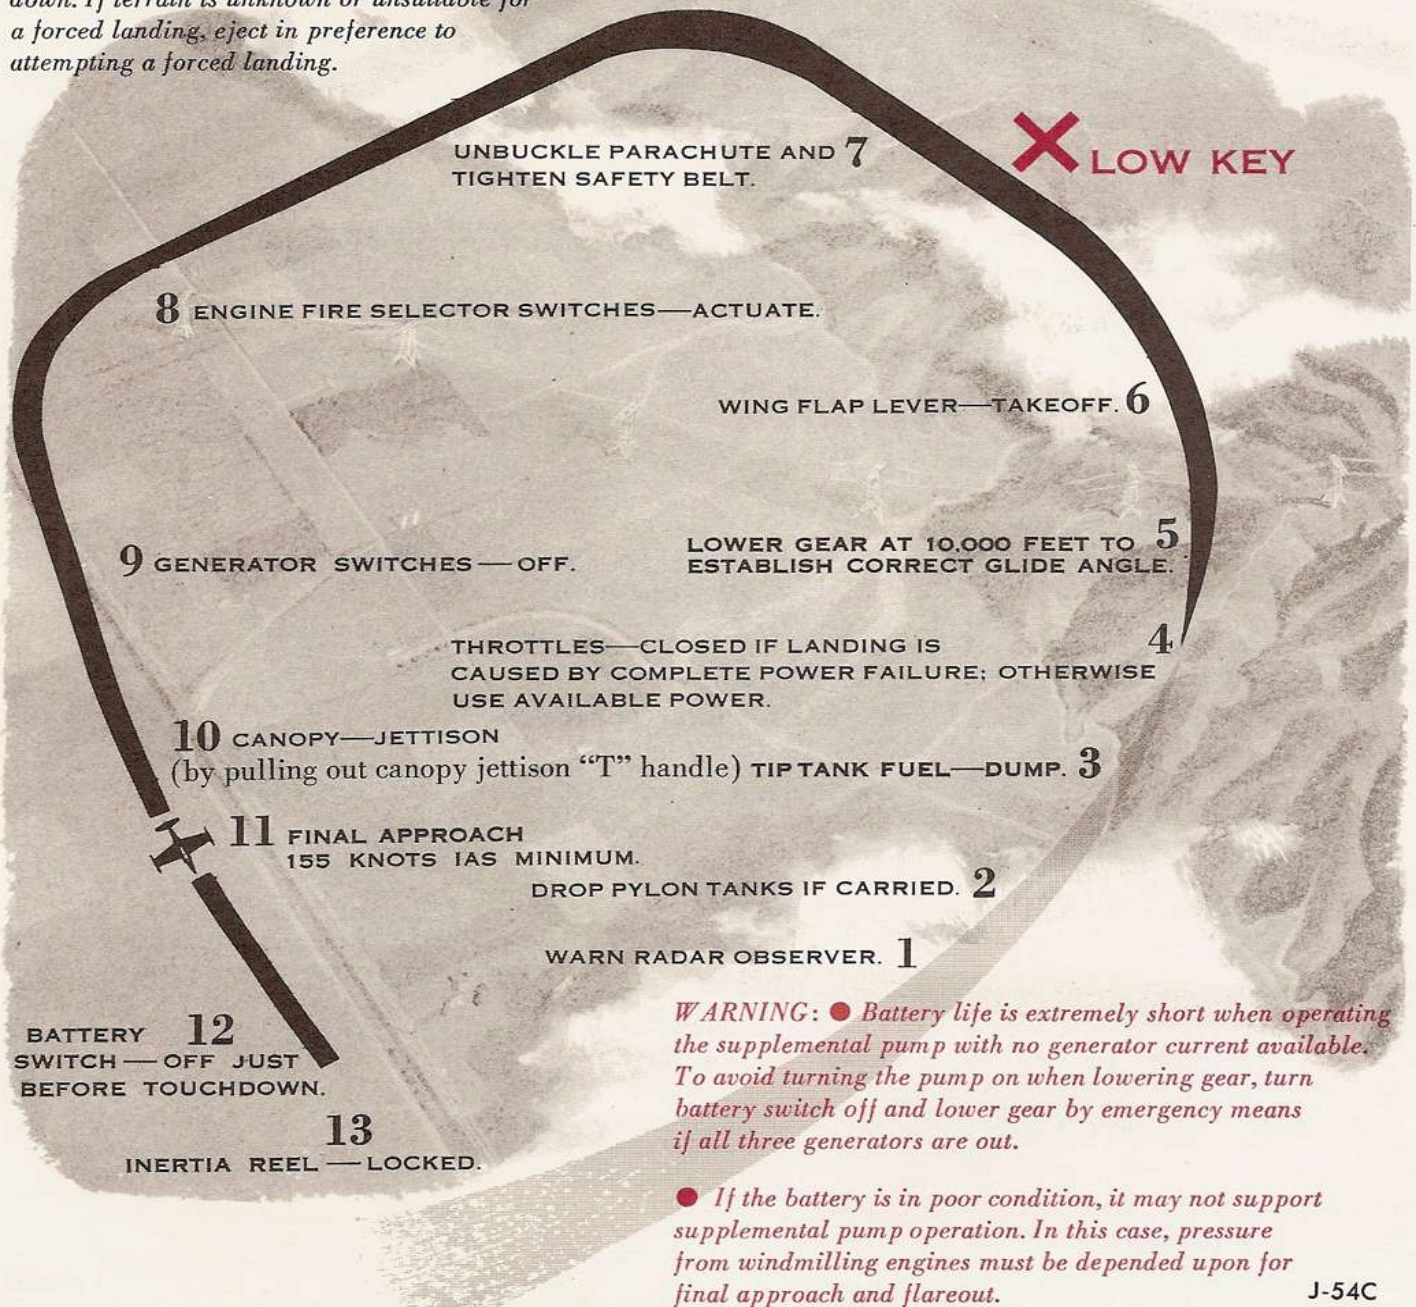 down. If terrain is unknown or unsuitable for
a forced landing, eject in preference to
attempting a forced landing.
UNBUCKLE PARACHUTE AND 7
TIGHTEN SAFETY BELT.
X LOW KEY
8 ENGINE FIRE SELECTOR SWITCHES—ACTUATE.
WING FLAP LEVER—TAKEOFF. 6
9 GENERATOR SWITCHES—OFF.
LOWER GEAR AT 10,000 FEET TO 5
ESTABLISH CORRECT GLIDE ANGLE.
THROTTLES—CLOSED IF LANDING IS 4
CAUSED BY COMPLETE POWER FAILURE; OTHERWISE
USE AVAILABLE POWER.
10 CANOPY—JETTISON
(by pulling out canopy jettison "T" handle)
TIP TANK FUEL—DUMP. 3
11 FINAL APPROACH
155 KNOTS IAS MINIMUM.
DROP PYLON TANKS IF CARRIED. 2
WARN RADAR OBSERVER. 1
BATTERY 12
SWITCH—OFF JUST
BEFORE TOUCHDOWN.
13
INERTIA REEL—LOCKED.
WARNING: ● Battery life is extremely short when operating
the supplemental pump with no generator current available.
To avoid turning the pump on when lowering gear, turn
battery switch off and lower gear by emergency means
if all three generators are out.
● If the battery is in poor condition, it may not support
supplemental pump operation. In this case, pressure
from windmilling engines must be depended upon for
final approach and flareout.
J-54C